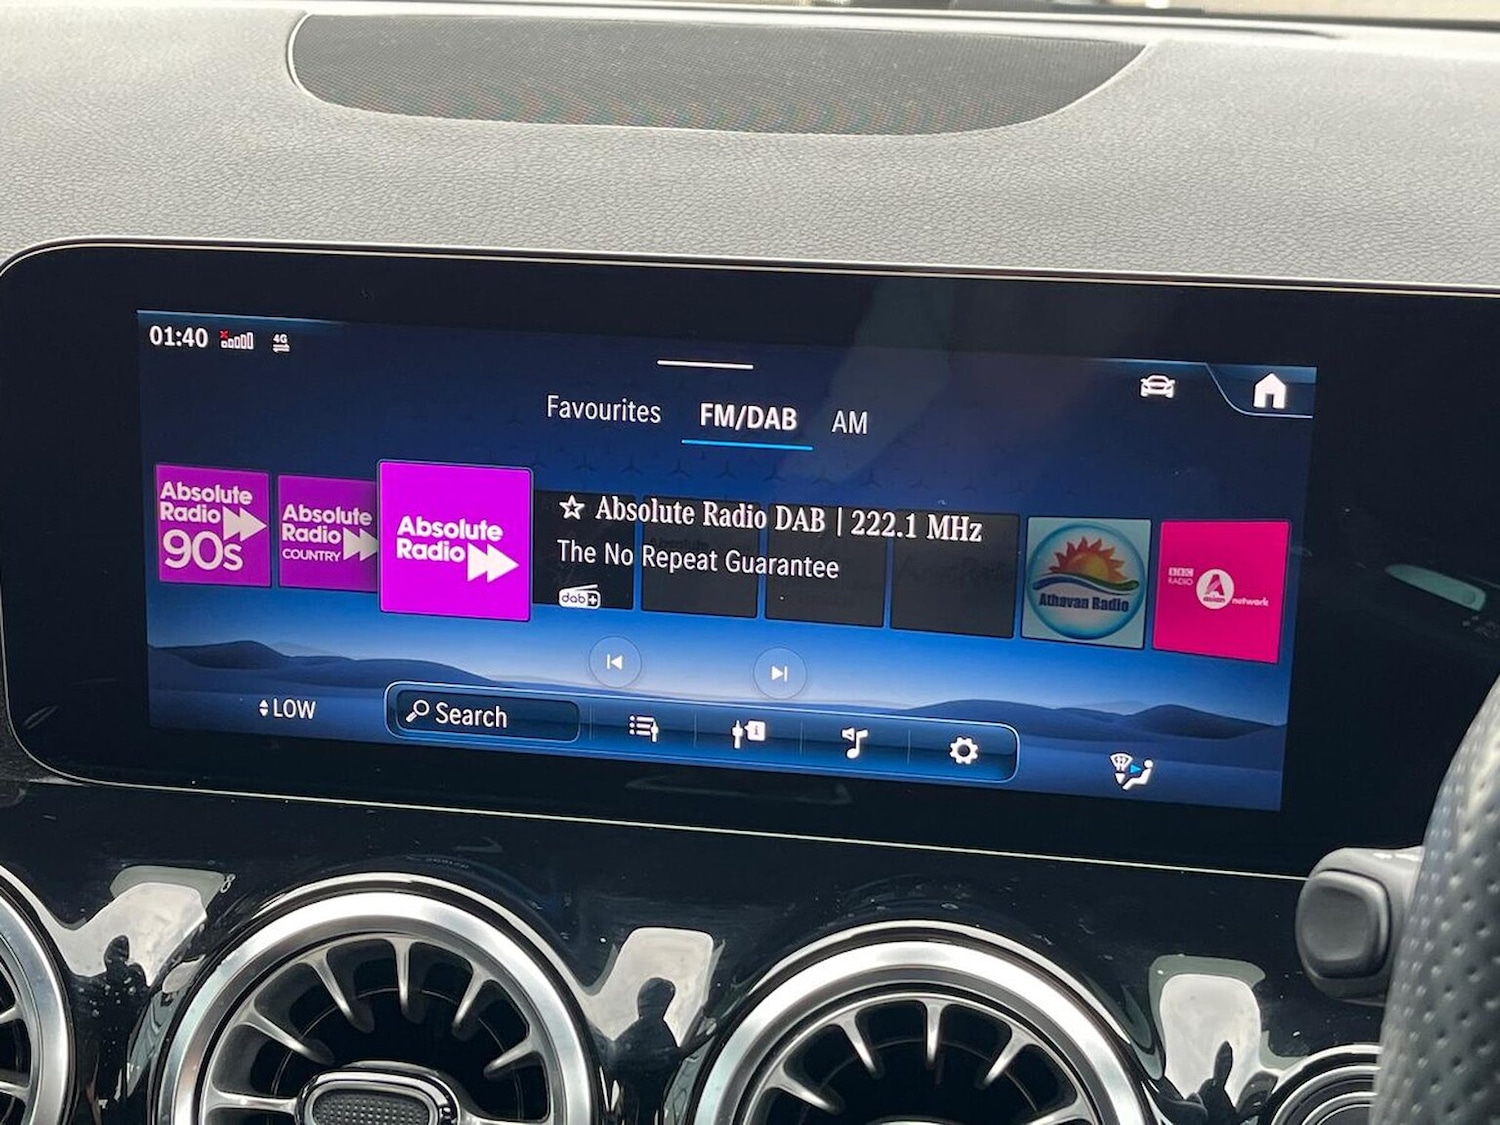 01:40
4G
Favourites
FM/DAB
AM
Absolute
Radio
90s
Absolute
Radio
COUNTRY
Absolute
Radio
☆ Absolute Radio DAB | 222.1 MHz
The No Repeat Guarantee
dab+
Athavan Radio
BBC
RADIO
A
asian
network
LOW
Search